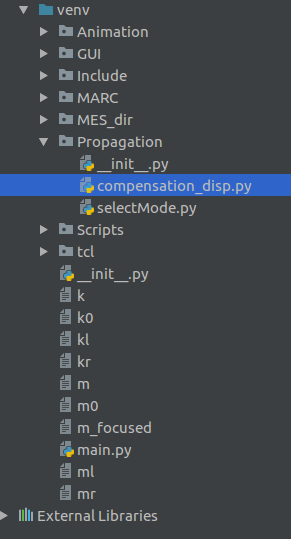 venv
Animation
GUI
Include
MARC
MES_dir
Propagation
__init__.py
compensation_disp.py
selectMode.py
Scripts
tcl
__init__.py
k
k0
kl
kr
m
m0
m_focused
main.py
ml
mr
External Libraries